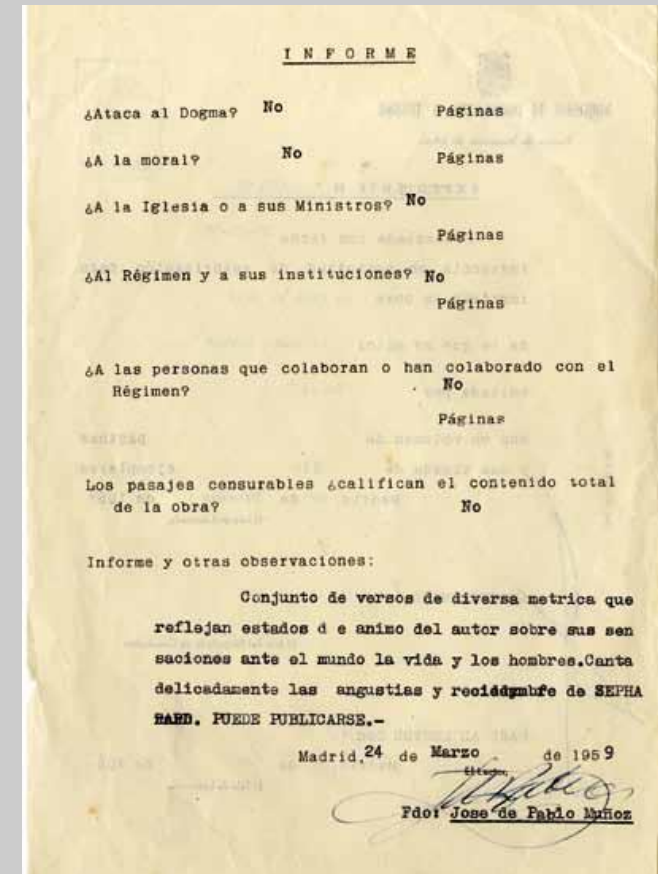 INFORME
¿Ataca al Dogma? No Páginas
¿A la moral? No Páginas
¿A la Iglesia o a sus Ministros? No
Páginas
¿Al Régimen y a sus instituciones? No
Páginas
¿A las personas que colaboran o han colaborado con el
Régimen? No
Páginas
Los pasajes censurables ¿califican el contenido total
de la obra? No
Informe y otras observaciones:
Conjunto de versos de diversa metrica que
reflejan estados d e animo del autor sobre sus sen
saciones ante el mundo la vida y los hombres.Canta
delicadamente las angustias y de SEPHA
RARD. PUEDE PUBLICARSE.-
Madrid, 24 de Marzo de 1959
Fdo: Jose de Pablo Muñoz